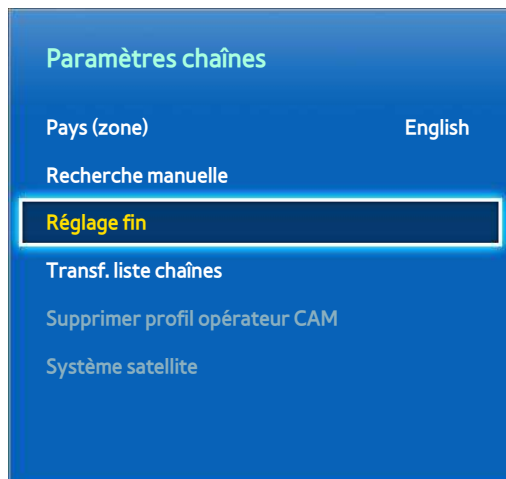 Paramètres chaînes
Pays (zone) English
Recherche manuelle
Réglage fin
Transf. liste chaînes
Supprimer profil opérateur CAM
Système satellite